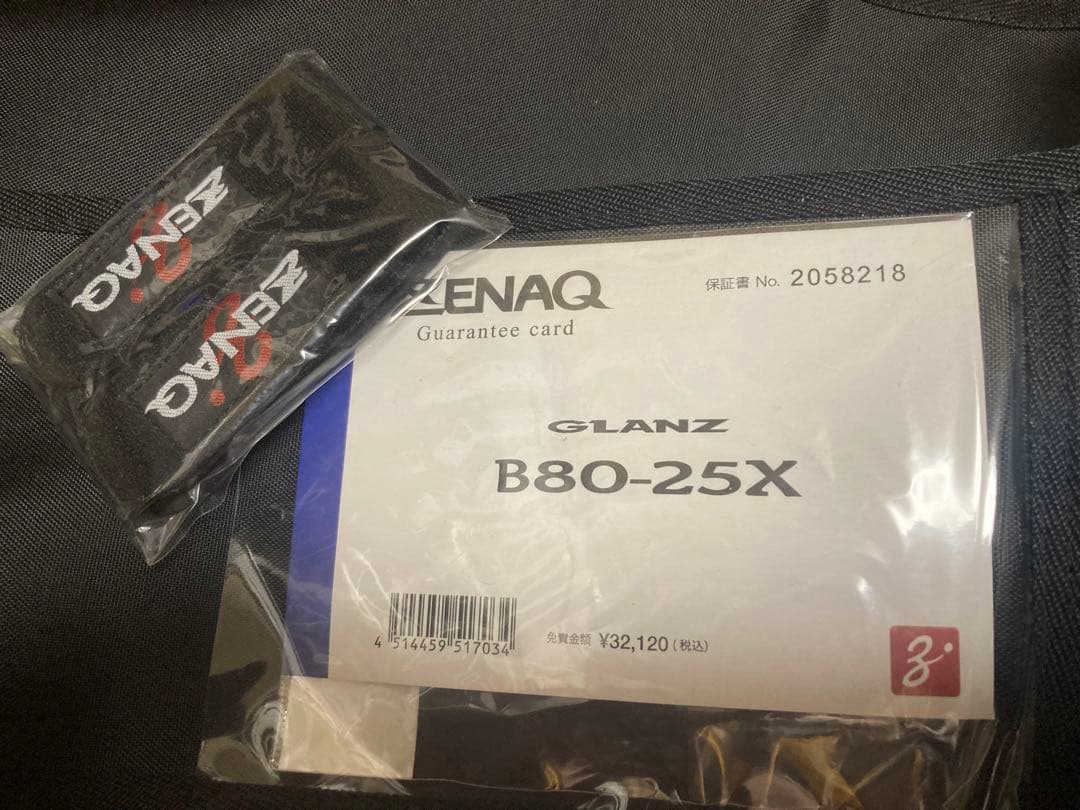 ZENAQ
ZENAQ
ZENAQ
Guarantee card
保証書 No. 2058218
GLANZ
B80-25X
4 514459 517034
免責金額 ¥32,120 (税込)